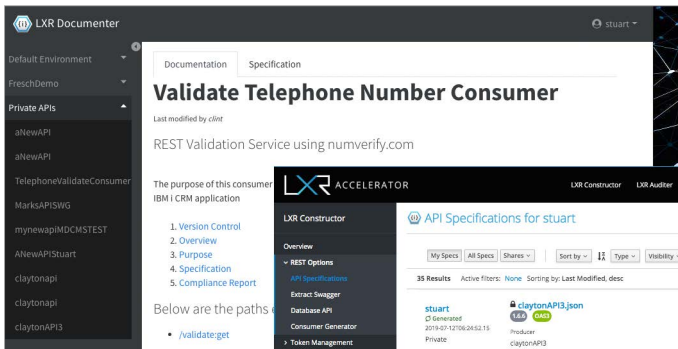 LXR Documenter
stuart
Default Environment
FreschDemo
Private APIs
aNewAPI
aNewAPI
TelephoneValidateConsumer
MarksAPISWG
mynewapiMDCMSTEST
ANewAPIStuart
claytonapi
claytonapi
claytonAPI3
Documentation
Specification
Validate Telephone Number Consumer
Last modified by clint
REST Validation Service using numverify.com
The purpose of this consumer
IBM i CRM application
1. Version Control
2. Overview
3. Purpose
4. Specification
5. Compliance Report
Below are the paths
• /validate:get
LXR ACCELERATOR
LXR Constructor LXR Auditer
LXR Constructor
Overview
REST Options
API Specifications
Extract Swagger
Database API
Consumer Generator
Token Management
API Specifications for stuart
My Specs All Specs Shares Sort by Type Visibility
35 Results Active filters: None Sorting by: Last Modified, desc
stuart
Generated
2019-07-12T06:24:52.15
Private
claytonAPI3.json
1.6.6 OAS3
Producer
claytonAPI3